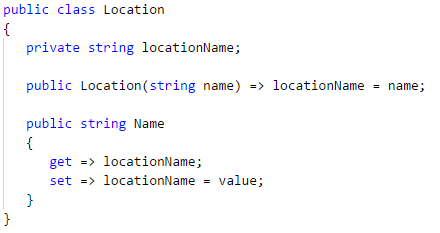 public class Location
{
   private string locationName;

   public Location(string name) => locationName = name;

   public string Name
   {
      get => locationName;
      set => locationName = value;
   }
}